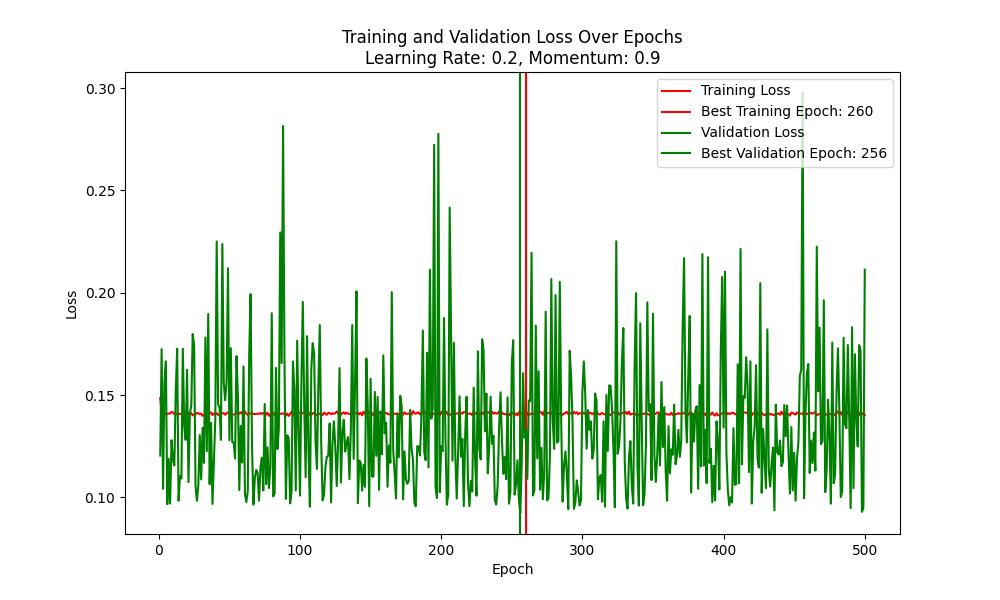 Training and Validation Loss Over Epochs
Learning Rate: 0.2, Momentum: 0.9
Training Loss
Best Training Epoch: 260
Validation Loss
Best Validation Epoch: 256
Loss
0.30
0.25
0.20
0.15
0.10
0 100 200 300 400 500
Epoch